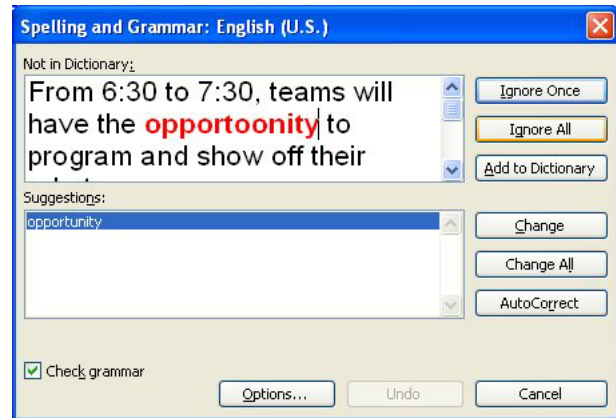 Spelling and Grammar: English (U.S.)
Not in Dictionary:
From 6:30 to 7:30, teams will
have the opportoonity to
program and show off their
Ignore Once
Ignore All
Add to Dictionary
Suggestions:
opportunity
Change
Change All
AutoCorrect
Check grammar
Options...
Undo
Cancel